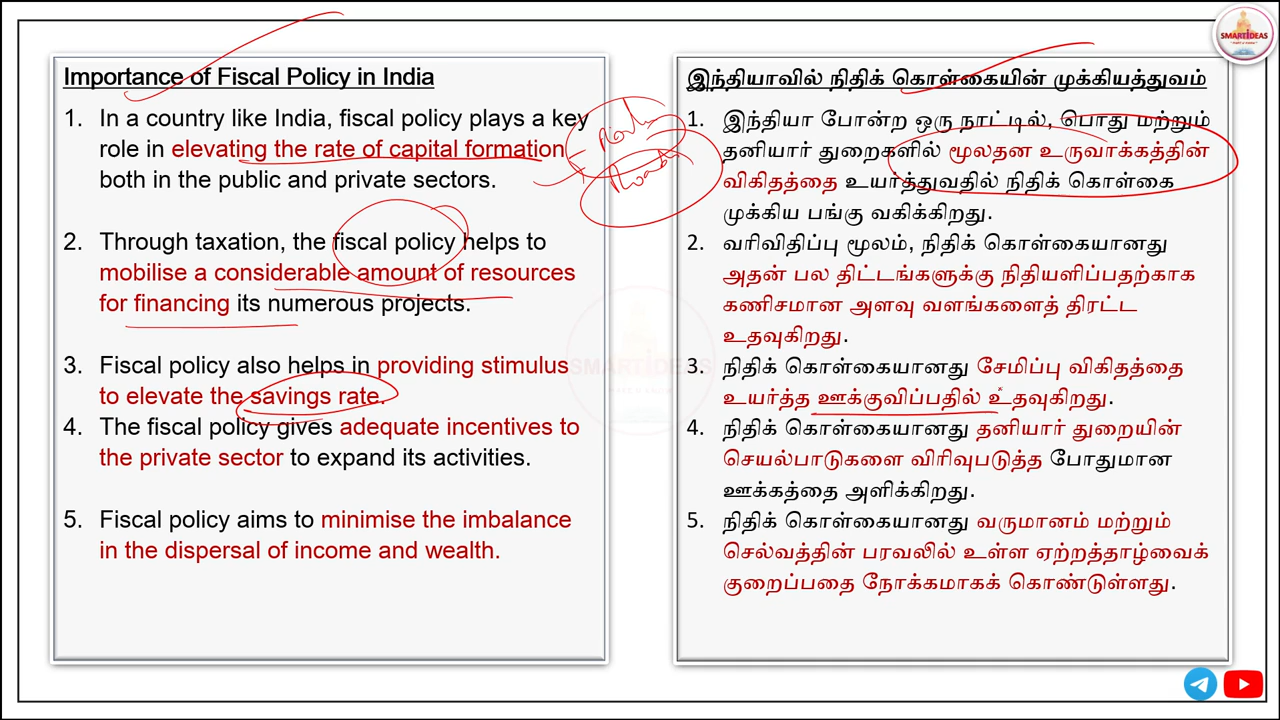 SMARTIDEAS
Importance of Fiscal Policy in India
1. In a country like India, fiscal policy plays a key
role in elevating the rate of capital formation
both in the public and private sectors.
2. Through taxation, the fiscal policy helps to
mobilise a considerable amount of resources
for financing its numerous projects.
3. Fiscal policy also helps in providing stimulus
to elevate the savings rate.
4. The fiscal policy gives adequate incentives to
the private sector to expand its activities.
5. Fiscal policy aims to minimise the imbalance
in the dispersal of income and wealth.
இந்தியாவில் நிதிக் கொள்கையின் முக்கியத்துவம்
1. இந்தியா போன்ற ஒரு நாட்டில், பொது மற்றும்
தனியார் துறைகளில் மூலதன உருவாக்கத்தின்
விகிதத்தை உயர்த்துவதில் நிதிக் கொள்கை
முக்கிய பங்கு வகிக்கிறது.
2. வரிவிதிப்பு மூலம், நிதிக் கொள்கையானது
அதன் பல திட்டங்களுக்கு நிதியளிப்பதற்காக
கணிசமான அளவு வளங்களைத் திரட்ட
உதவுகிறது.
3. நிதிக் கொள்கையானது சேமிப்பு விகிதத்தை
உயர்த்த ஊக்குவிப்பதில் உதவுகிறது.
4. நிதிக் கொள்கையானது தனியார் துறையின்
செயல்பாடுகளை விரிவுபடுத்த போதுமான
ஊக்கத்தை அளிக்கிறது.
5. நிதிக் கொள்கையானது வருமானம் மற்றும்
செல்வத்தின் பரவலில் உள்ள ஏற்றத்தாழ்வைக்
குறைப்பதை நோக்கமாகக் கொண்டுள்ளது.
SMARTIDEAS